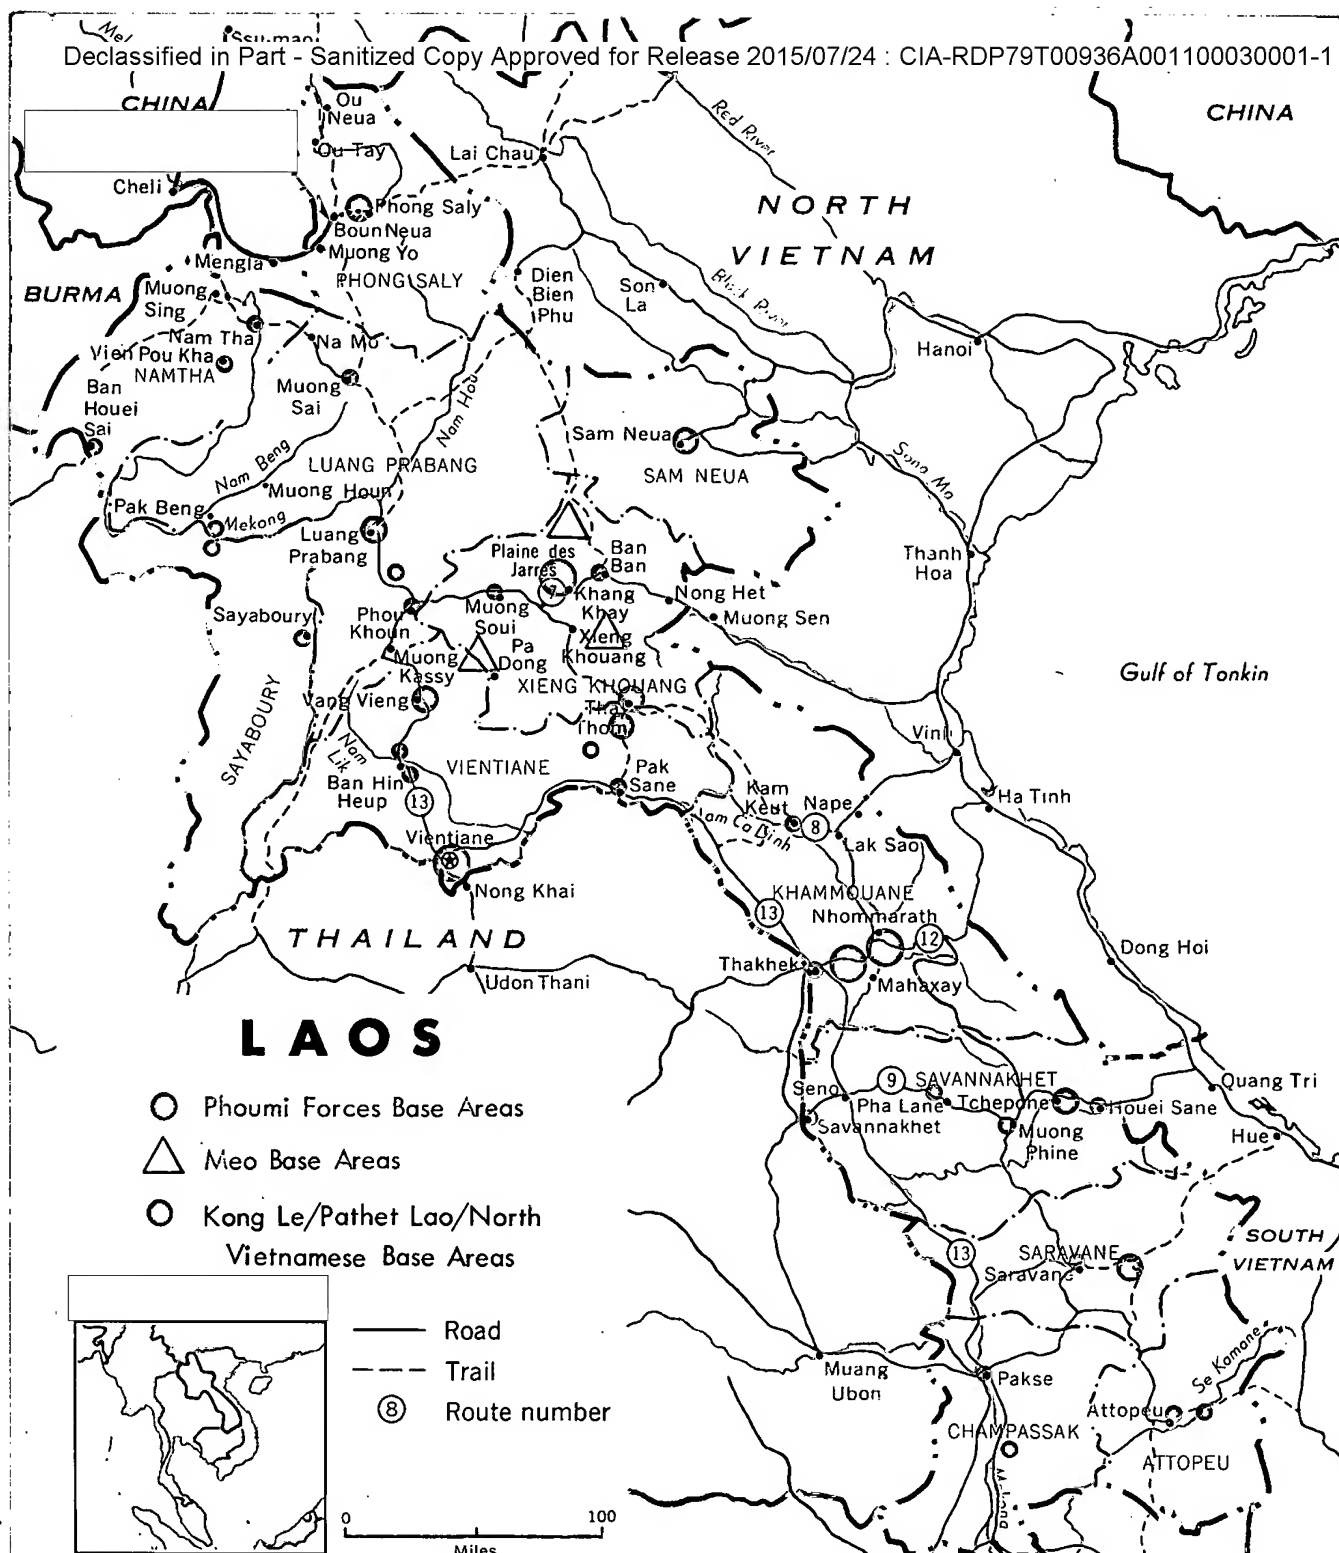 Declassified in Part - Sanitized Copy Approved for Release 2015/07/24 : CIA-RDP79T00936A001100030001-1
CHINA
CHINA
Ou
Neua
Ou Tay
Red River
Lai Chau
Cheli
Phong Saly
Boun Neua
Muong Yo
NORTH
VIETNAM
Mengla
PHONG SALY
BURMA
Muong
Sing
Dien
Bien
Phu
Son
La
Black River
Nam Tha
Na Mo
Hanoi
Vien Pou Kha
NAMTHA
Ban
Houei
Sai
Muong
Sai
Nam Hou
Sam Neua
Song Ma
Nam Beng
LUANG PRABANG
SAM NEUA
Muong Houn
Pak Beng
Mekong
Luang
Prabang
Plaine des
Jarres
Ban
Ban
Thanh
Hoa
7
Khang
Khay
Nong Het
Sayaboury
Phou
Khoun
Muong
Soui
Muong Sen
Xieng
Khouang
Pa
Dong
Muong
Kassy
Gulf of Tonkin
XIENG KHOUANG
Vang Vieng
Tha
Thom
SAYABOURY
Nam
Lik
Vinh
VIENTIANE
Pak
Sane
Ban Hin
Heup
Kam
Keut
Nape
Ha Tinh
13
8
Lak Sao
Vientiane
Nong Khai
KHAMMOUANE
13
Nhommarath
12
THAILAND
Dong Hoi
Thakhek
Udon Thani
Mahaxay
LAOS
9
SAVANNAKHET
Quang Tri
Seno
Pha Lane
Tchepone
Houei Sane
Savannakhet
Muong
Phine
Hue
Phoumi Forces Base Areas
Meo Base Areas
Kong Le/Pathet Lao/North
Vietnamese Base Areas
SOUTH
VIETNAM
13
SARAVANE
Saravane
Road
Trail
8
Route number
Muang
Ubon
Pakse
Se Kamane
Attopeu
CHAMPASSAK
ATTOPEU
0
100
Miles